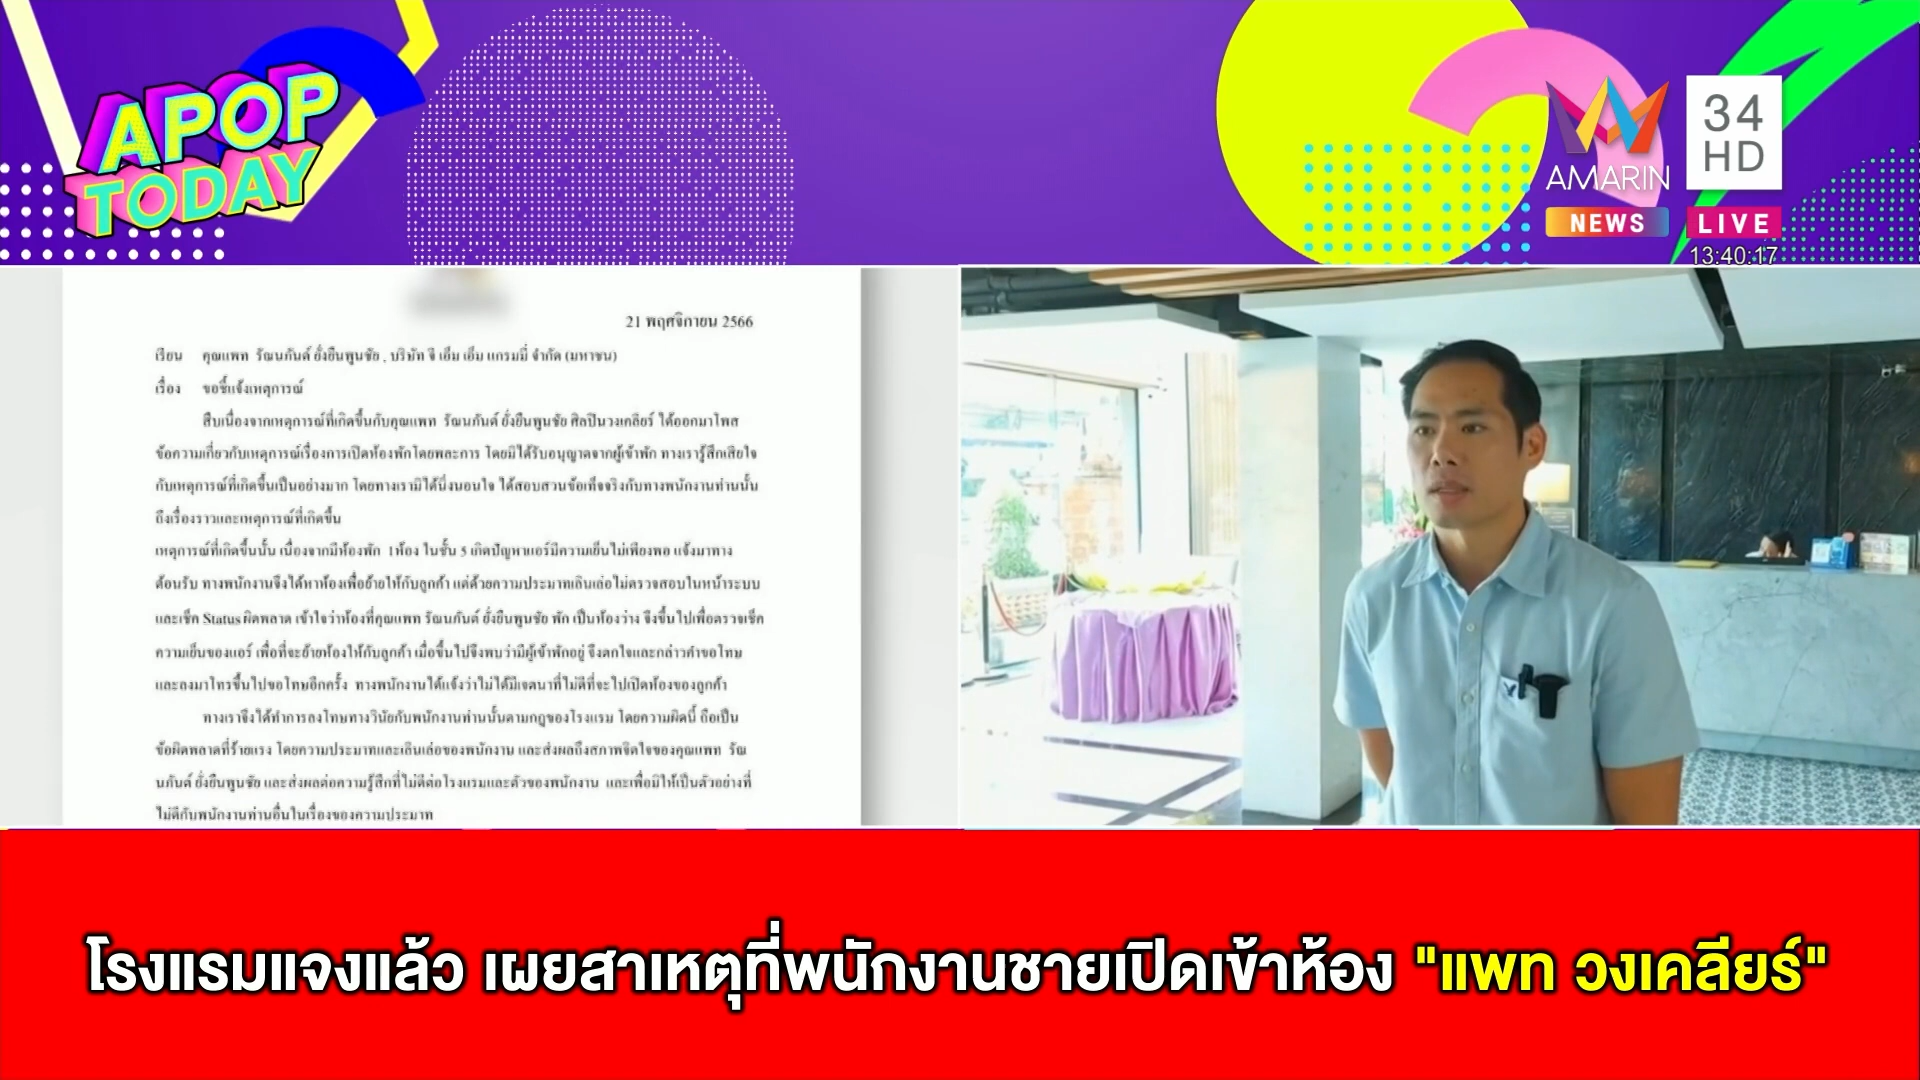 APOP
TODAY
AMARIN
NEWS
34
HD
LIVE
13:40:17
21 พฤศจิกายน 2566
เรียน คุณแพท รัณนภันต์ ยั่งยืนพูนชัย , บริษัท จี เอ็ม เอ็ม แกรมมี่ จำกัด (มหาชน)
เรื่อง ขอชี้แจ้งเหตุการณ์
สืบเนื่องจากเหตุการณ์ที่เกิดขึ้นกับคุณแพท รัณนภันต์ ยั่งยืนพูนชัย ศิลปินวงเคลียร์ ได้ออกมาโพส
ข้อความเกี่ยวกับเหตุการณ์เรื่องการเปิดห้องพักโดยพละการ โดยมิได้รับอนุญาตจากผู้เข้าพัก ทางเรารู้สึกเสียใจ
กับเหตุการณ์ที่เกิดขึ้นเป็นอย่างมาก โดยทางเรามิได้นิ่งนอนใจ ได้สอบสวนข้อเท็จจริงกับทางพนักงานท่านนั้น
ถึงเรื่องราวและเหตุการณ์ที่เกิดขึ้น
เหตุการณ์ที่เกิดขึ้นนั้น เนื่องจากมีห้องพัก 1ห้อง ในชั้น 5 เกิดปัญหาแอร์มีความเย็นไม่เพียงพอ แจ้งมาทาง
ต้อนรับ ทางพนักงานจึงได้หาห้องเพื่อย้ายให้กับลูกค้า แต่ด้วยความประมาทเลินเล่อไม่ตรวจสอบในหน้าระบบ
และเช็ค Status ผิดพลาด เข้าใจว่าห้องที่คุณแพท รัณนภันต์ ยั่งยืนพูนชัย พัก เป็นห้องว่าง จึงขึ้นไปเพื่อตรวจเช็ค
ความเย็นของแอร์ เพื่อที่จะย้ายห้องให้กับลูกค้า เมื่อขึ้นไปจึงพบว่ามีผู้เข้าพักอยู่ จึงตกใจและกล่าวคำขอโทษ
และลงมาโทรขึ้นไปขอโทษอีกครั้ง ทางพนักงานได้แจ้งว่าไม่ได้มีเจตนาที่ไม่ดีที่จะไปเปิดห้องของลูกค้า
ทางเราจึงได้ทำการลงโทษทางวินัยกับพนักงานท่านนั้นตามกฎของโรงแรม โดยความผิดนี้ ถือเป็น
ข้อผิดพลาดที่ร้ายแรง โดยความประมาทและเลินเล่อของพนักงาน และส่งผลถึงสภาพจิตใจของคุณแพท รัณ
นภันต์ ยั่งยืนพูนชัย และส่งผลต่อความรู้สึกที่ไม่ดีต่อโรงแรมและตัวของพนักงาน และเพื่อมิให้เป็นตัวอย่างที่
ไม่ดีกับพนักงานท่านอื่นในเรื่องของความประมาท
โรงแรมแจงแล้ว เผยสาเหตุที่พนักงานชายเปิดเข้าห้อง "แพท วงเคลียร์"